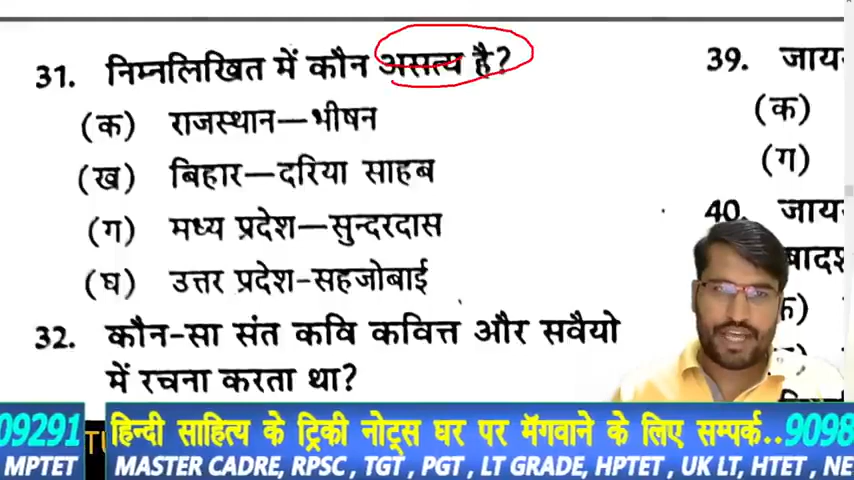 31. निम्नलिखित में कौन असत्य है?
(क) राजस्थान—भीषन
(ख) बिहार—दरिया साहब
(ग) मध्य प्रदेश—सुन्दरदास
(घ) उत्तर प्रदेश-सहजोबाई
32. कौन-सा संत कवि कवित्त और सवैयो
में रचना करता था?
39. जाय
(क)
(ग)
40. जाय
बादश
09291 हिन्दी साहित्य के ट्रिकी नोट्स घर पर मॅगवाने के लिए सम्पर्क..9098
MPTET MASTER CADRE, RPSC , TGT , PGT , LT GRADE, HPTET , UK LT, HTET , NE